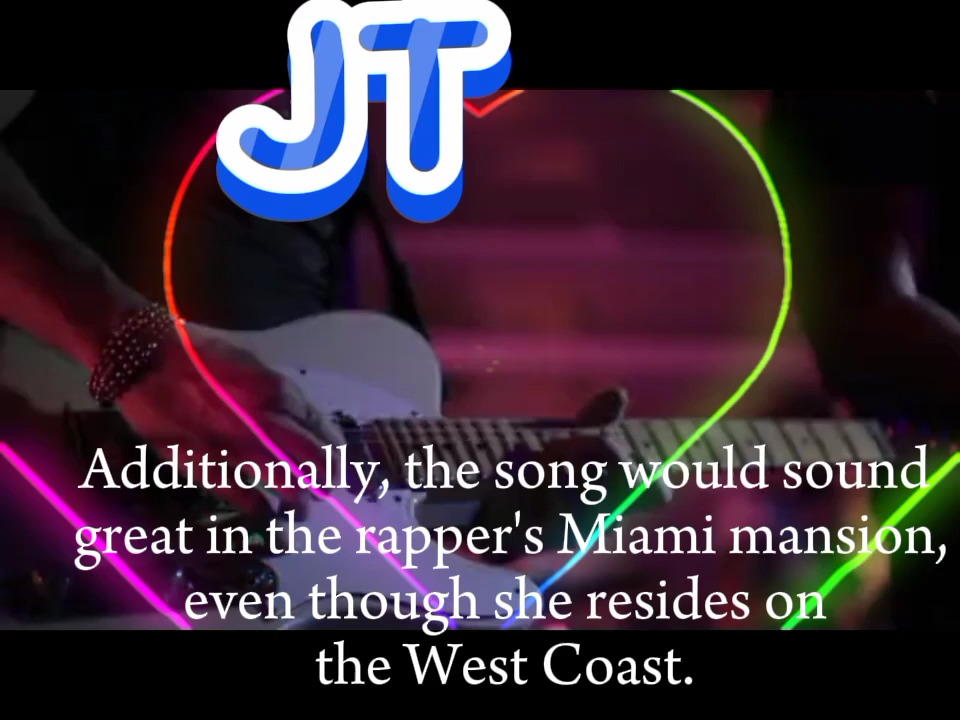 JT
Additionally, the song would sound
great in the rapper's Miami mansion,
even though she resides on
the West Coast.